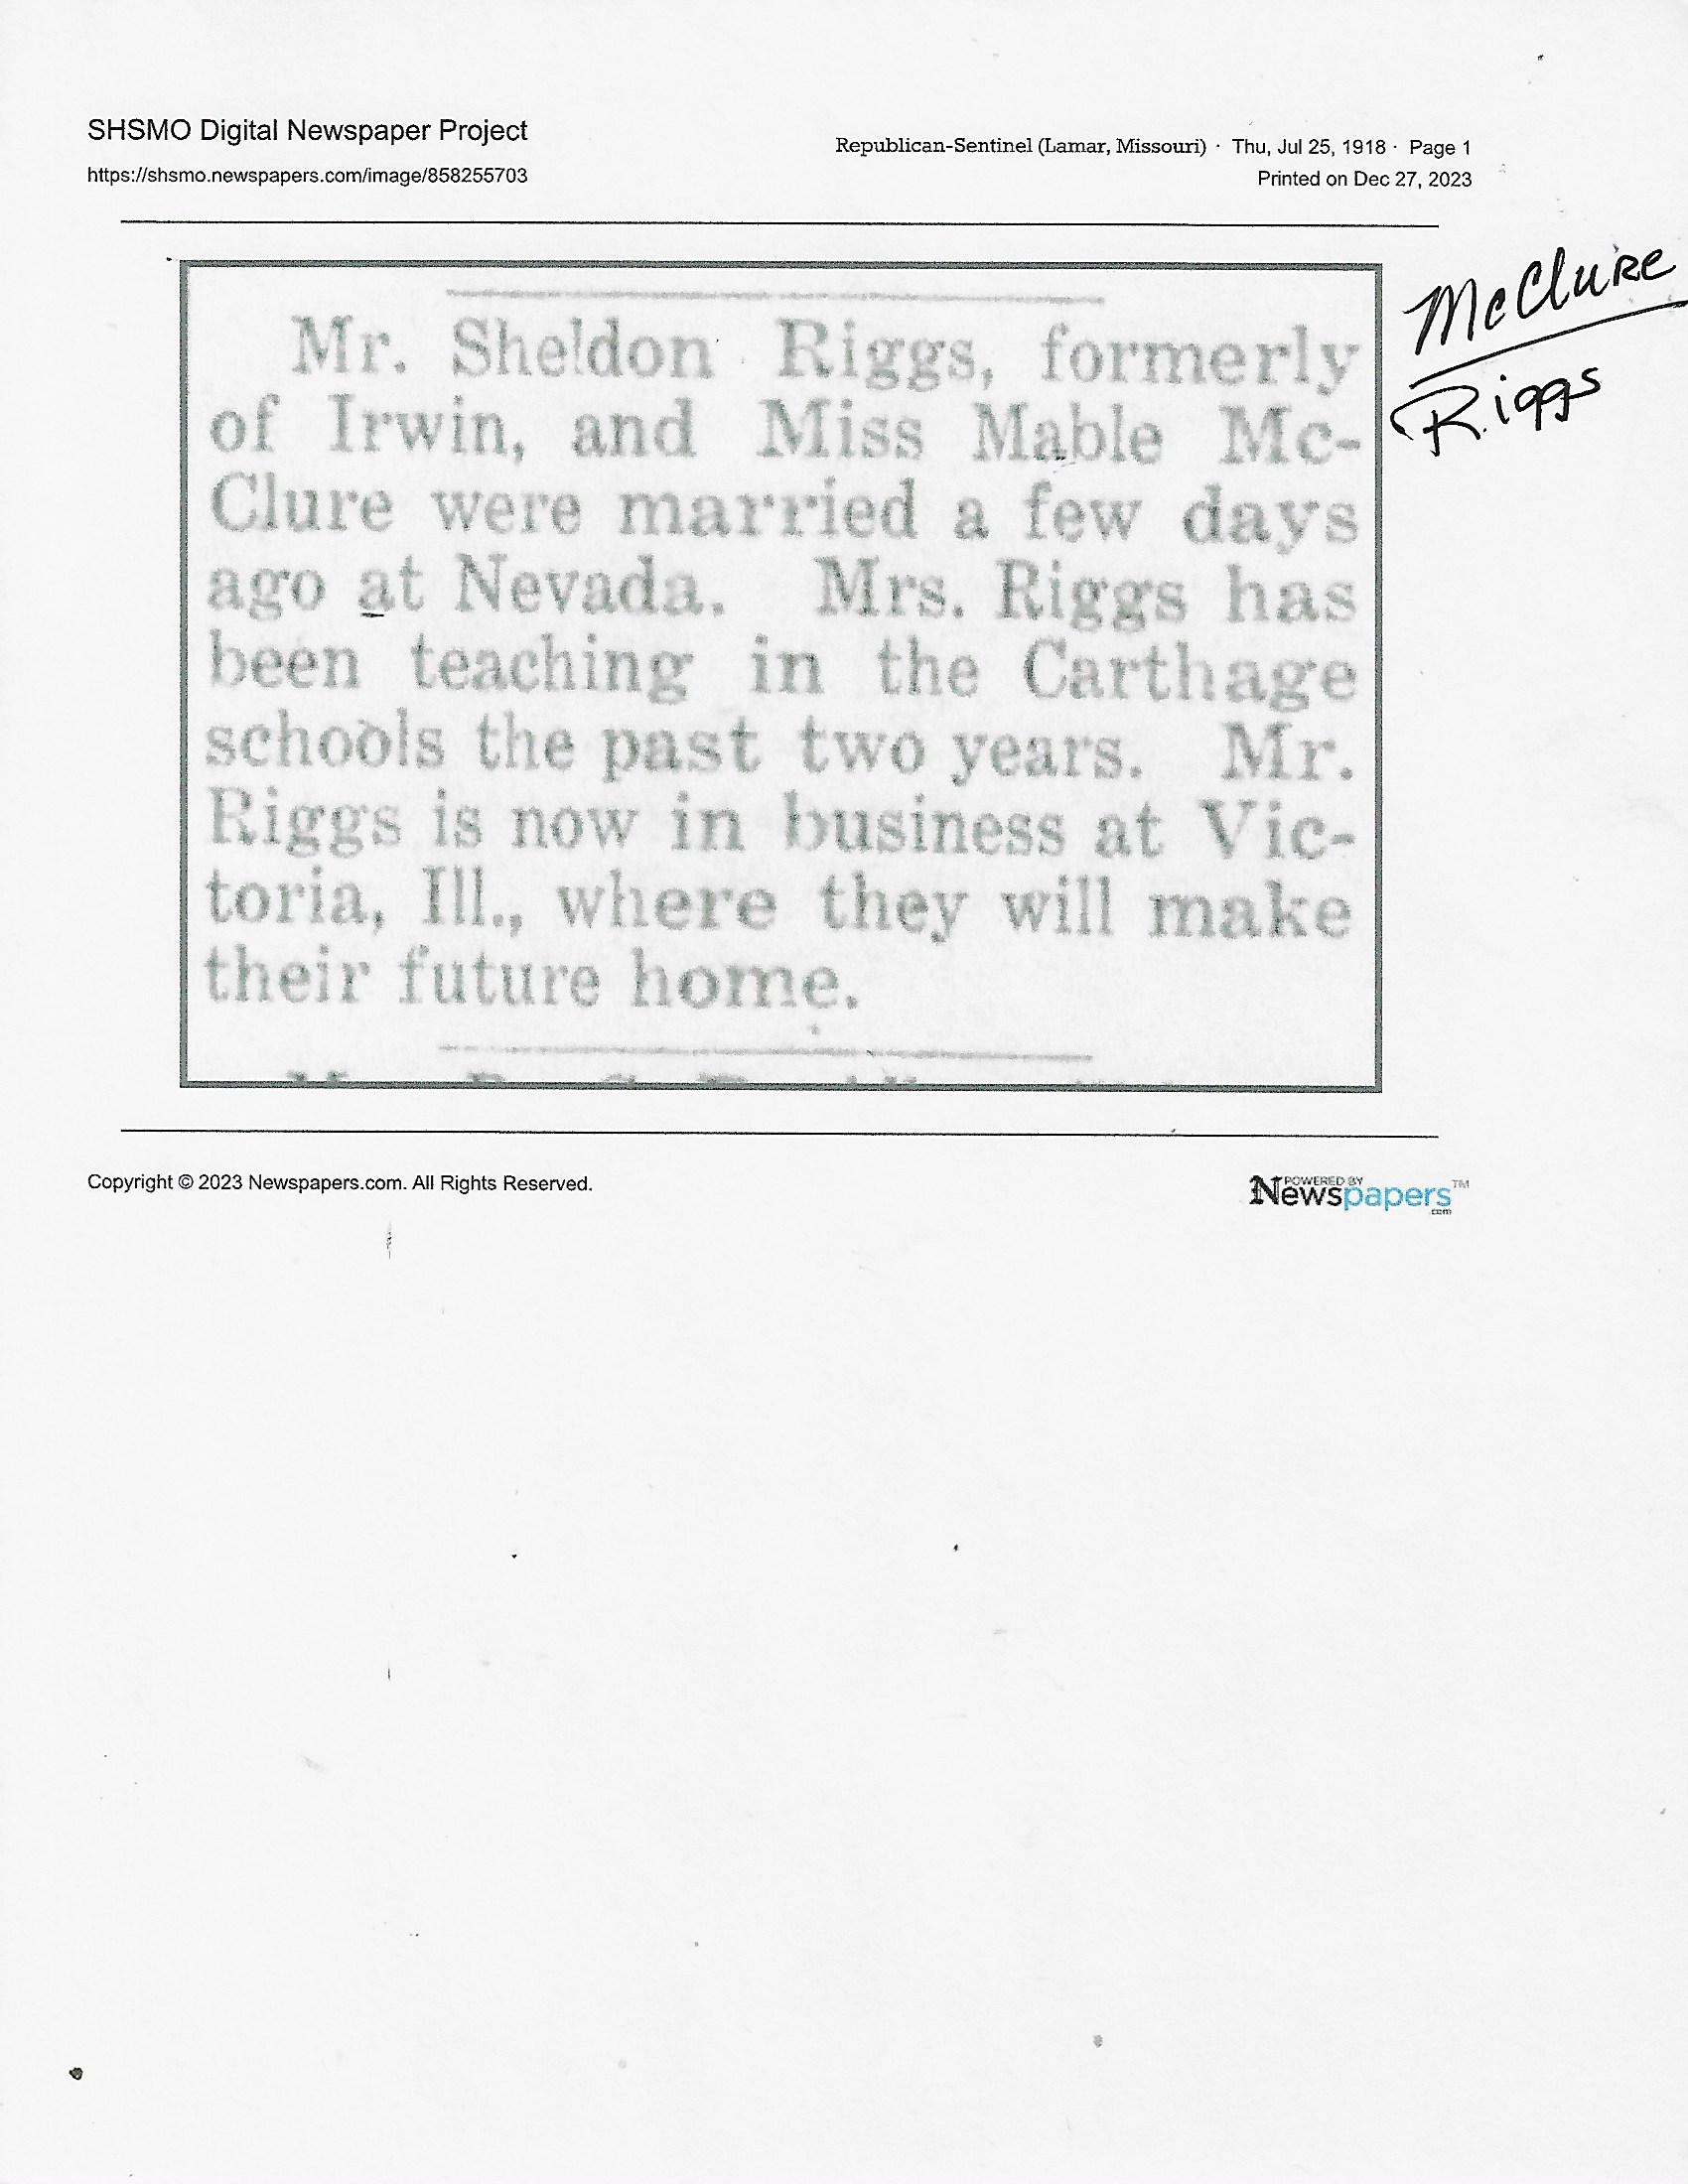 SHSMO Digital Newspaper Project
https://shsmo.newspapers.com/image/858255703
Republican-Sentinel (Lamar, Missouri) · Thu, Jul 25, 1918 · Page 1
Printed on Dec 27, 2023
McClure
Riggs
Mr. Sheldon Riggs, formerly
of Irwin, and Miss Mable Mc-
Clure were married a few days
ago at Nevada. Mrs. Riggs has
been teaching in the Carthage
schools the past two years. Mr.
Riggs is now in business at Vic-
toria, Ill., where they will make
their future home.
Copyright © 2023 Newspapers.com. All Rights Reserved.
POWERED BY
Newspapers™
.com